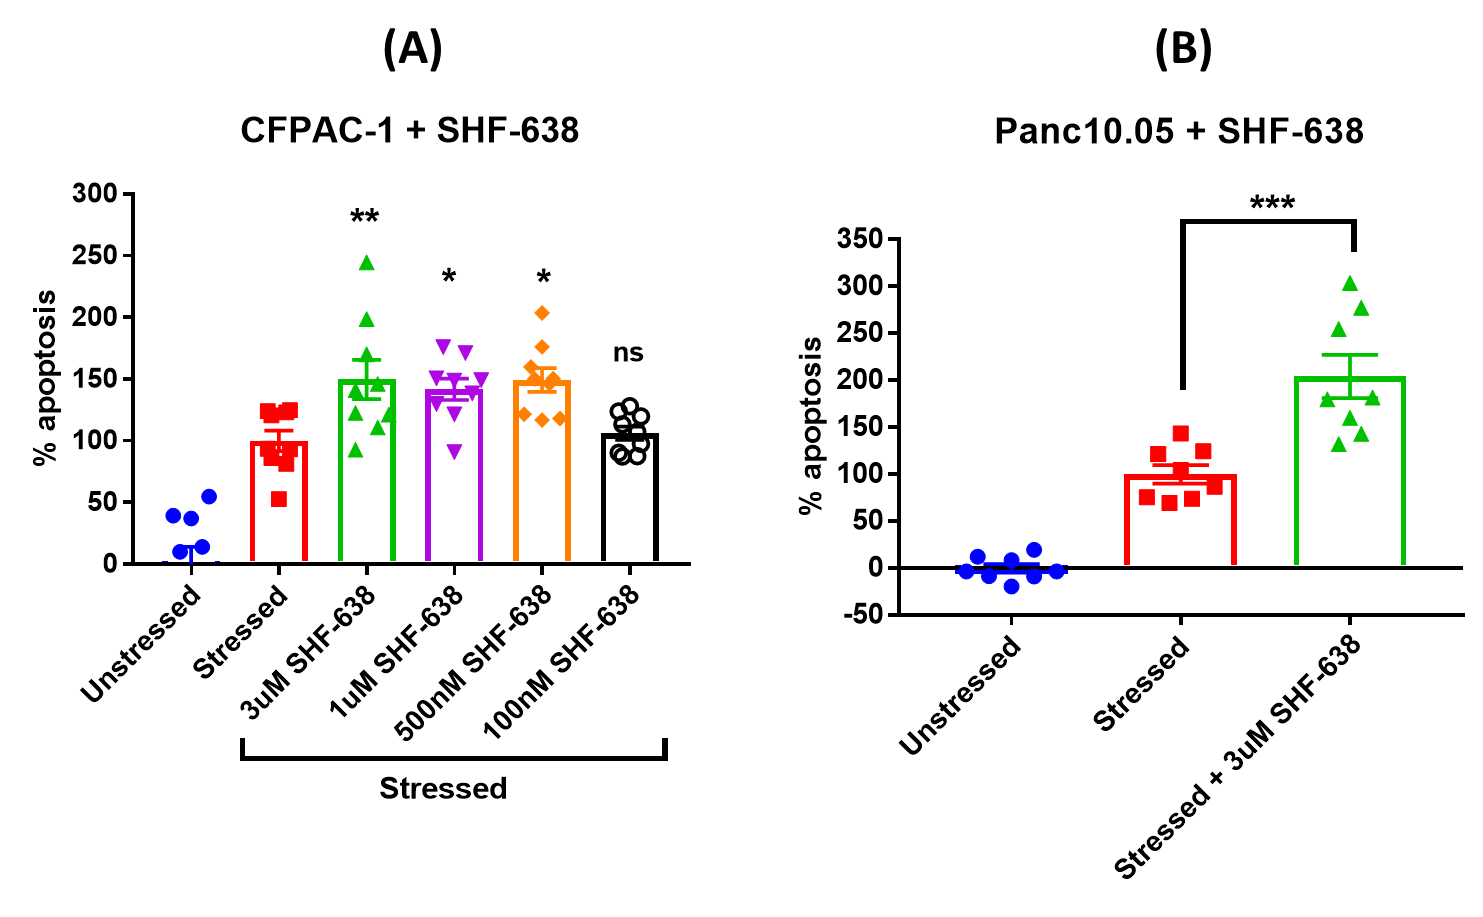 (A)
CFPAC-1 + SHF-638
300
250
200
150
100
50
0
% apoptosis
**
*
*
ns
Unstressed
Stressed
3uM SHF-638
1uM SHF-638
500nM SHF-638
100nM SHF-638
Stressed
(B)
Panc10.05 + SHF-638
***
350
300
250
200
150
100
50
0
-50
% apoptosis
Unstressed
Stressed
Stressed + 3uM SHF-638